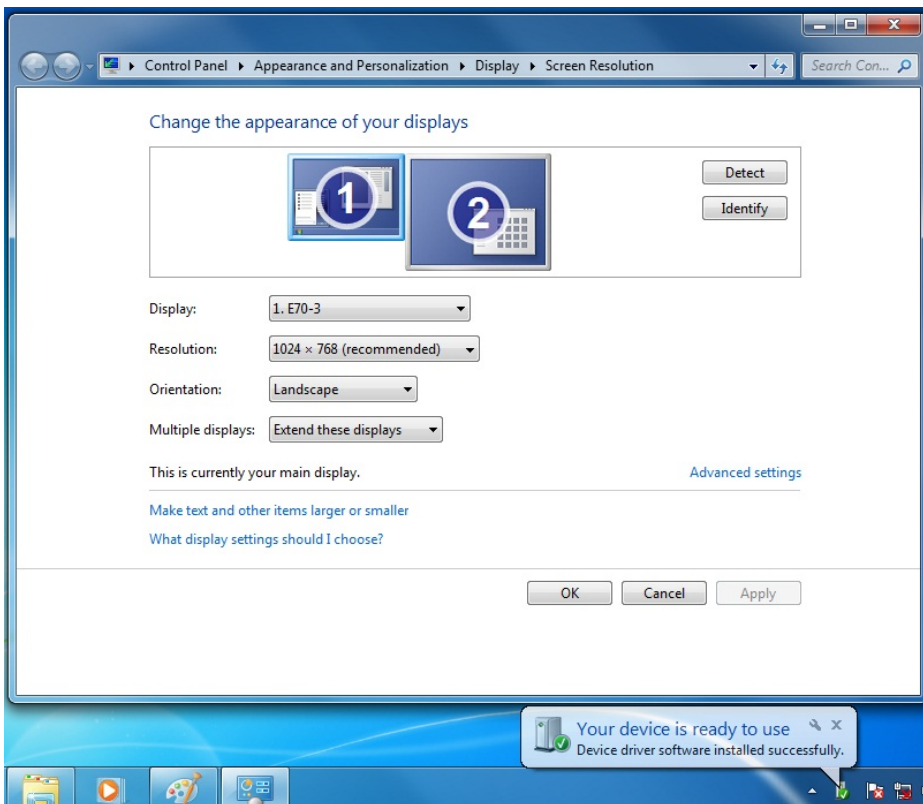 Control Panel Appearance and Personalization Display Screen Resolution Search Con...
Change the appearance of your displays
1
2
Detect
Identify
Display: 1. E70-3
Resolution: 1024 × 768 (recommended)
Orientation: Landscape
Multiple displays: Extend these displays
This is currently your main display. Advanced settings
Make text and other items larger or smaller
What display settings should I choose?
OK Cancel Apply
Your device is ready to use
Device driver software installed successfully.